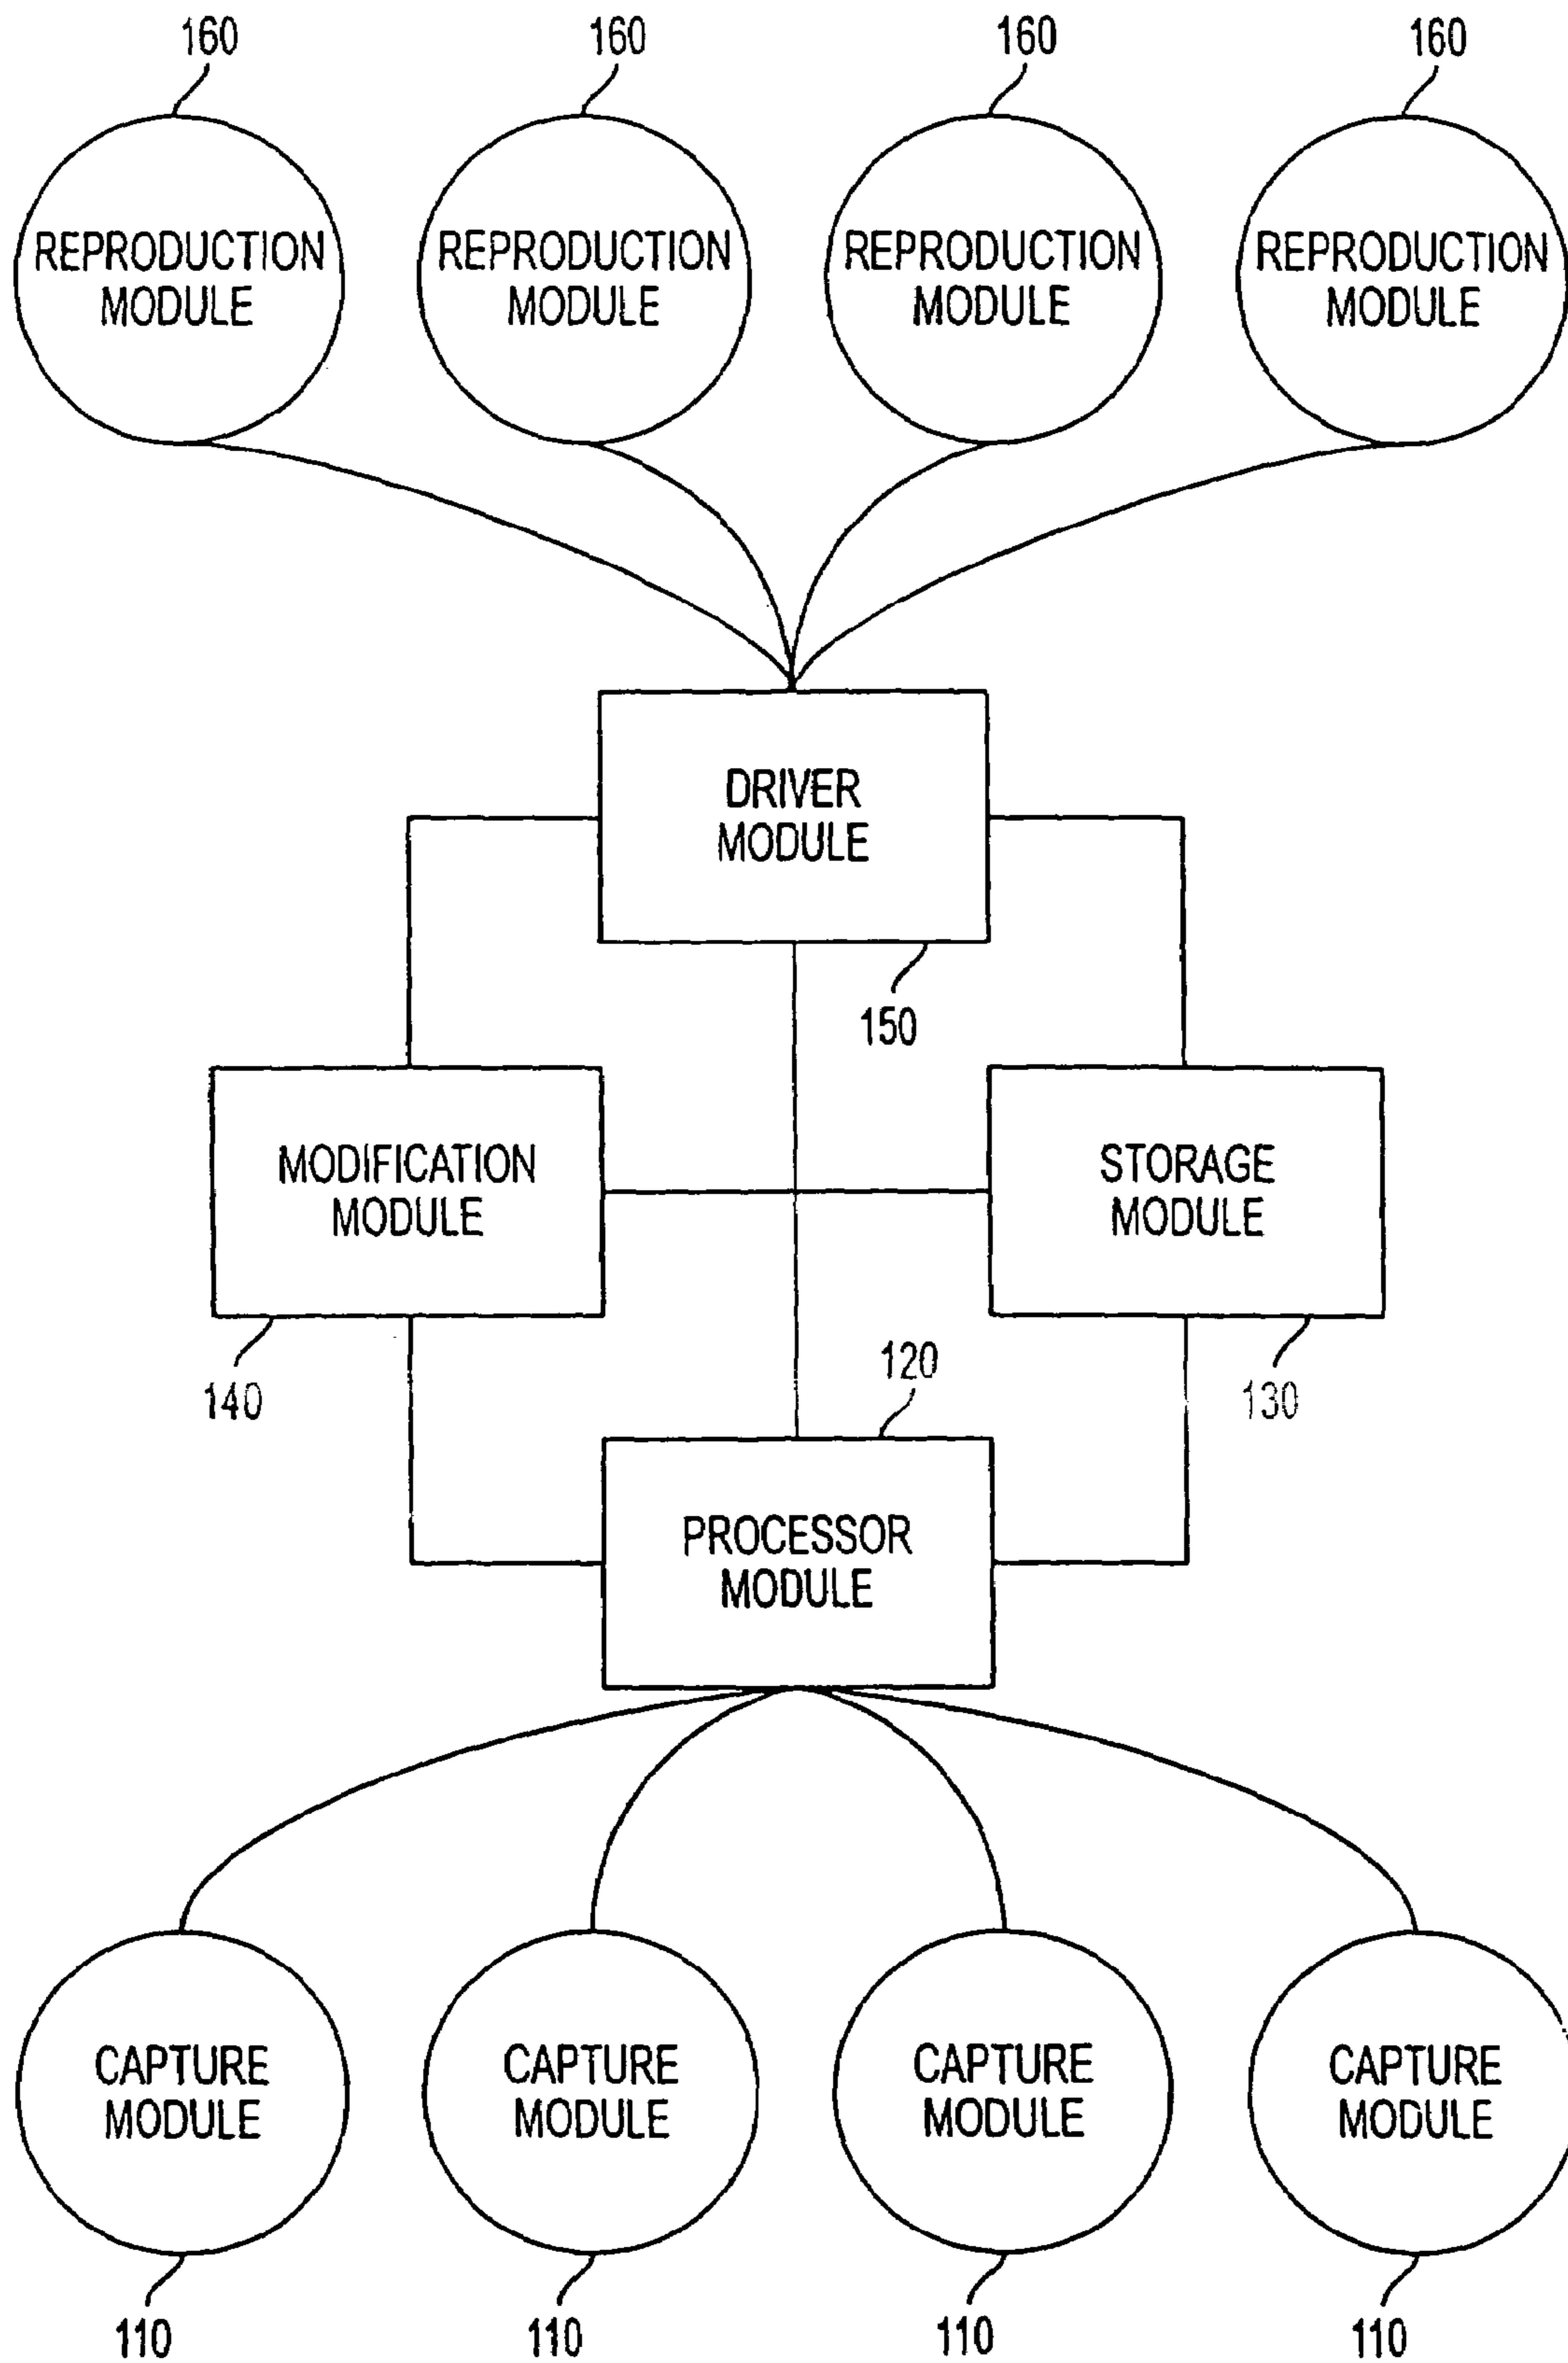 160 160 160 160
REPRODUCTION REPRODUCTION REPRODUCTION REPRODUCTION
MODULE MODULE MODULE MODULE
DRIVER
MODULE
150
MODIFICATION
MODULE
STORAGE
MODULE
140
120
130
PROCESSOR
MODULE
CAPTURE CAPTURE CAPTURE CAPTURE
MODULE MODULE MODULE MODULE
110 110 110 110